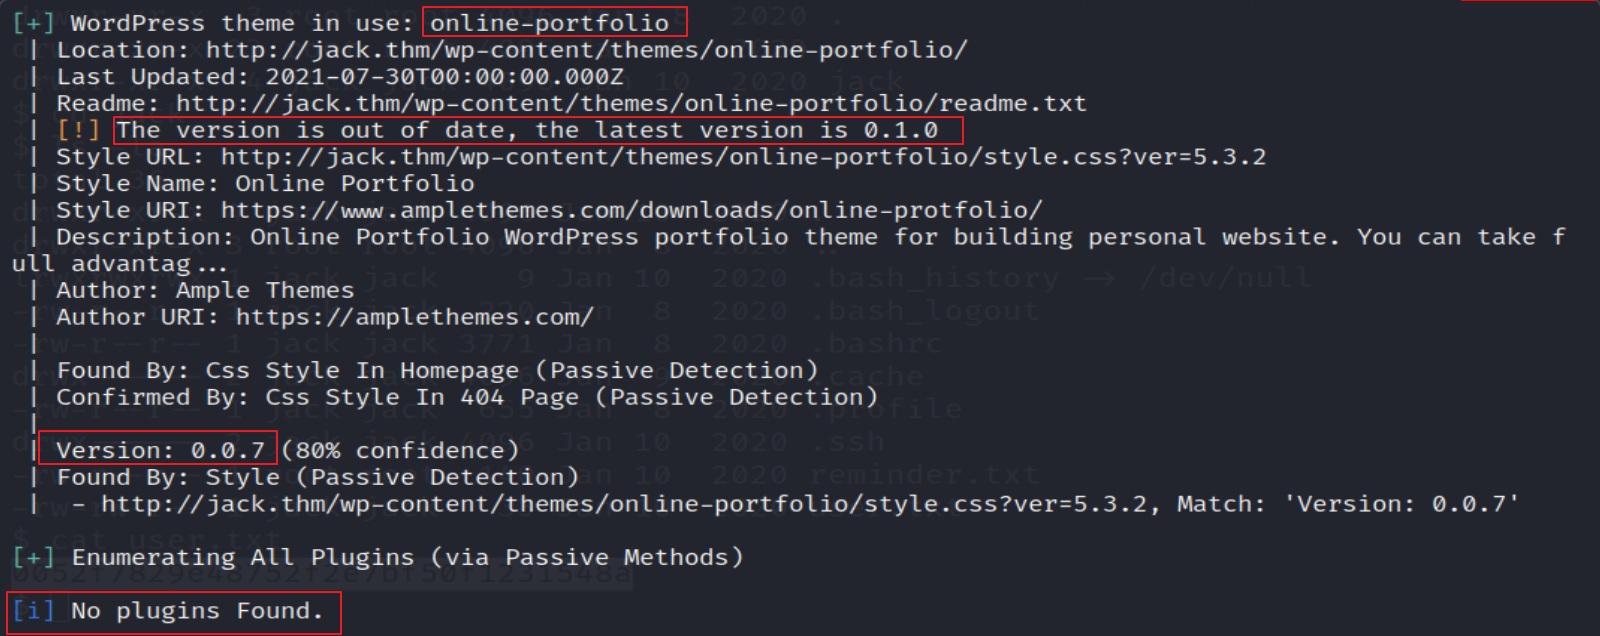 [+] WordPress theme in use: online-portfolio
| Location: http://jack.thm/wp-content/themes/online-portfolio/
| Last Updated: 2021-07-30T00:00:00.000Z
| Readme: http://jack.thm/wp-content/themes/online-portfolio/readme.txt
| [!] The version is out of date, the latest version is 0.1.0
| Style URL: http://jack.thm/wp-content/themes/online-portfolio/style.css?ver=5.3.2
| Style Name: Online Portfolio
| Style URI: https://www.amplethemes.com/downloads/online-protfolio/
| Description: Online Portfolio WordPress portfolio theme for building personal website. You can take f
ull advantag...
| Author: Ample Themes
| Author URI: https://amplethemes.com/
|
| Found By: Css Style In Homepage (Passive Detection)
| Confirmed By: Css Style In 404 Page (Passive Detection)
|
| Version: 0.0.7 (80% confidence)
| Found By: Style (Passive Detection)
| - http://jack.thm/wp-content/themes/online-portfolio/style.css?ver=5.3.2, Match: 'Version: 0.0.7'
[+] Enumerating All Plugins (via Passive Methods)
[i] No plugins Found.